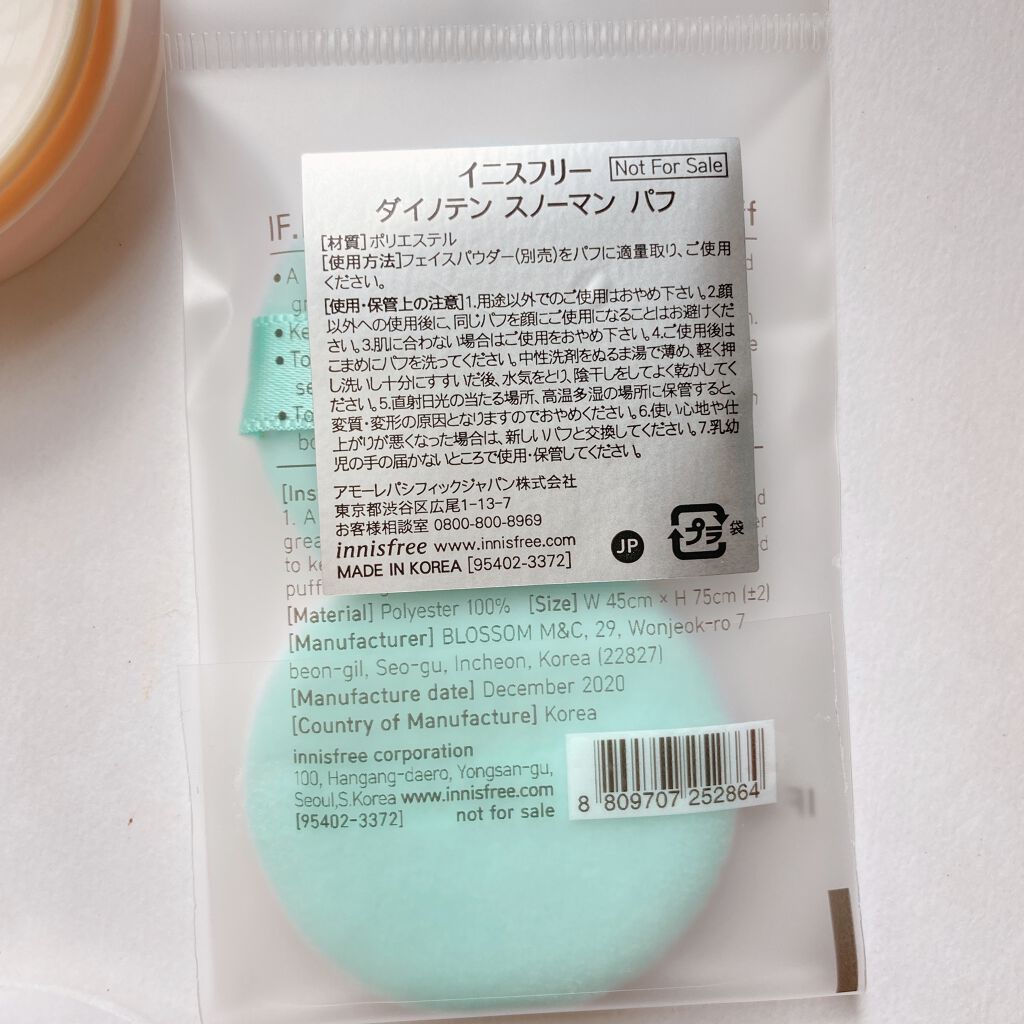 イニスフリー Not For Sale
ダイノテン スノーマン パフ
IF.
[材質]ポリエステル
[使用方法]フェイスパウダー(別売)をパフに適量取り、ご使用
ください。
[使用・保管上の注意]1.用途以外でのご使用はおやめ下さい。2.顔
以外への使用後に、同じパフを顔にご使用になることはお避けくだ
さい。3.肌に合わない場合はご使用をおやめ下さい。4.ご使用後は
こまめにパフを洗ってください。中性洗剤をぬるま湯で薄め、軽く押
し洗いし十分にすすいだ後、水気をとり、陰干しをしてよく乾かしてく
ださい。5.直射日光の当たる場所、高温多湿の場所に保管すると、
変質・変形の原因となりますのでおやめください。6.使い心地や仕
上がりが悪くなった場合は、新しいパフと交換してください。7.乳幼
児の手の届かないところで使用・保管してください。
アモーレパシフィックジャパン株式会社
東京都渋谷区広尾1-13-7
お客様相談室 0800-800-8969
innisfree www.innisfree.com
MADE IN KOREA [95402-3372]
JP
プラ 袋
[Material] Polyester 100% [Size] W 45cm × H 75cm (±2)
[Manufacturer] BLOSSOM M&C, 29, Wonjeok-ro 7
beon-gil, Seo-gu, Incheon, Korea (22827)
[Manufacture date] December 2020
[Country of Manufacture] Korea
innisfree corporation
100, Hangang-daero, Yongsan-gu,
Seoul,S.Korea www.innisfree.com
[95402-3372] not for sale
8 809707 252864